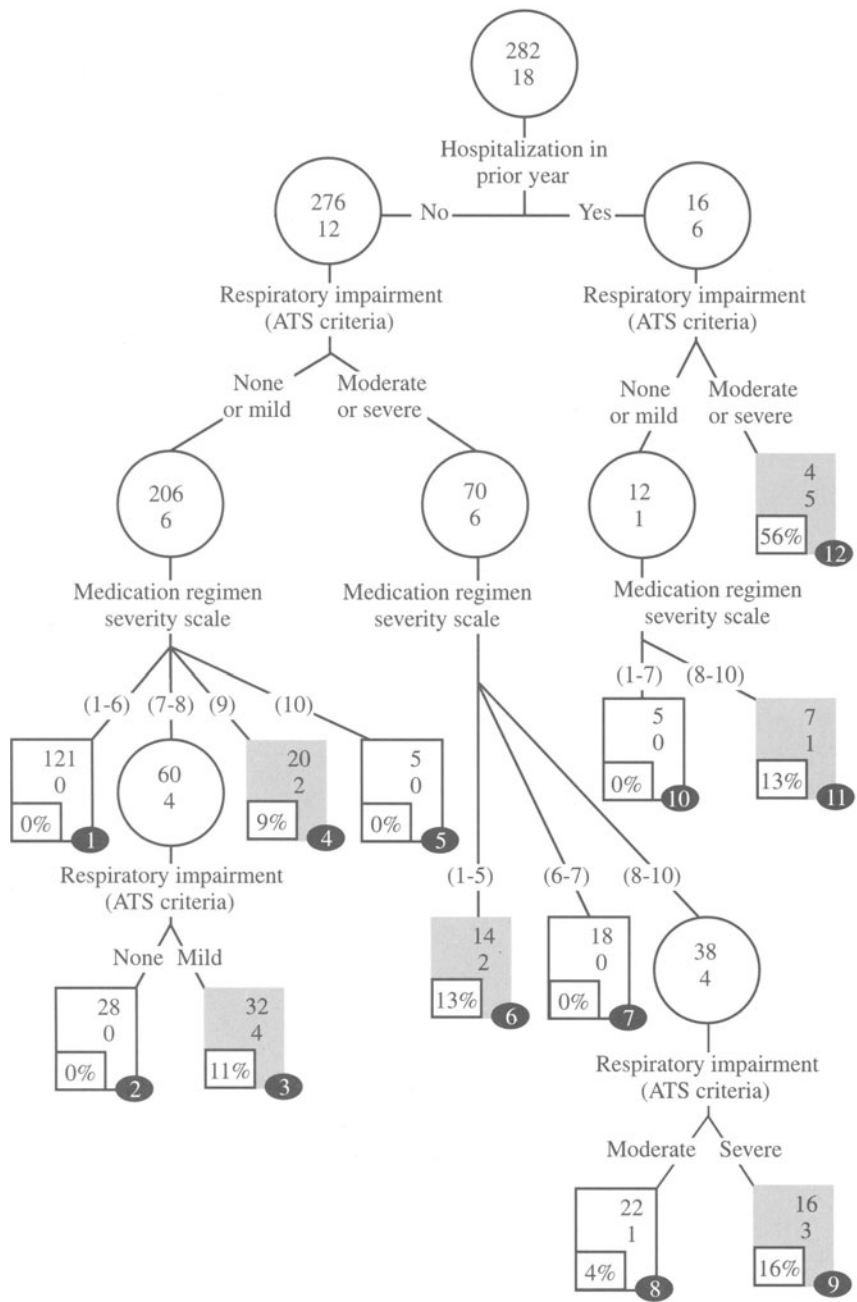 282
18
Hospitalization in
prior year
276
12
No
Yes
16
6
Respiratory impairment
(ATS criteria)
Respiratory impairment
(ATS criteria)
None
or mild
Moderate
or severe
None
or mild
Moderate
or severe
206
6
70
6
12
1
4
5
56%
12
Medication regimen
severity scale
Medication regimen
severity scale
Medication regimen
severity scale
(1-6)
(7-8)
(9)
(10)
(1-7)
(8-10)
121
0
0%
1
60
4
20
2
9%
4
5
0
0%
5
5
0
0%
10
7
1
13%
11
Respiratory impairment
(ATS criteria)
None
Mild
(1-5)
(6-7)
(8-10)
28
0
0%
2
32
4
11%
3
14
2
13%
6
18
0
0%
7
38
4
Respiratory impairment
(ATS criteria)
Moderate
Severe
22
1
4%
8
16
3
16%
9